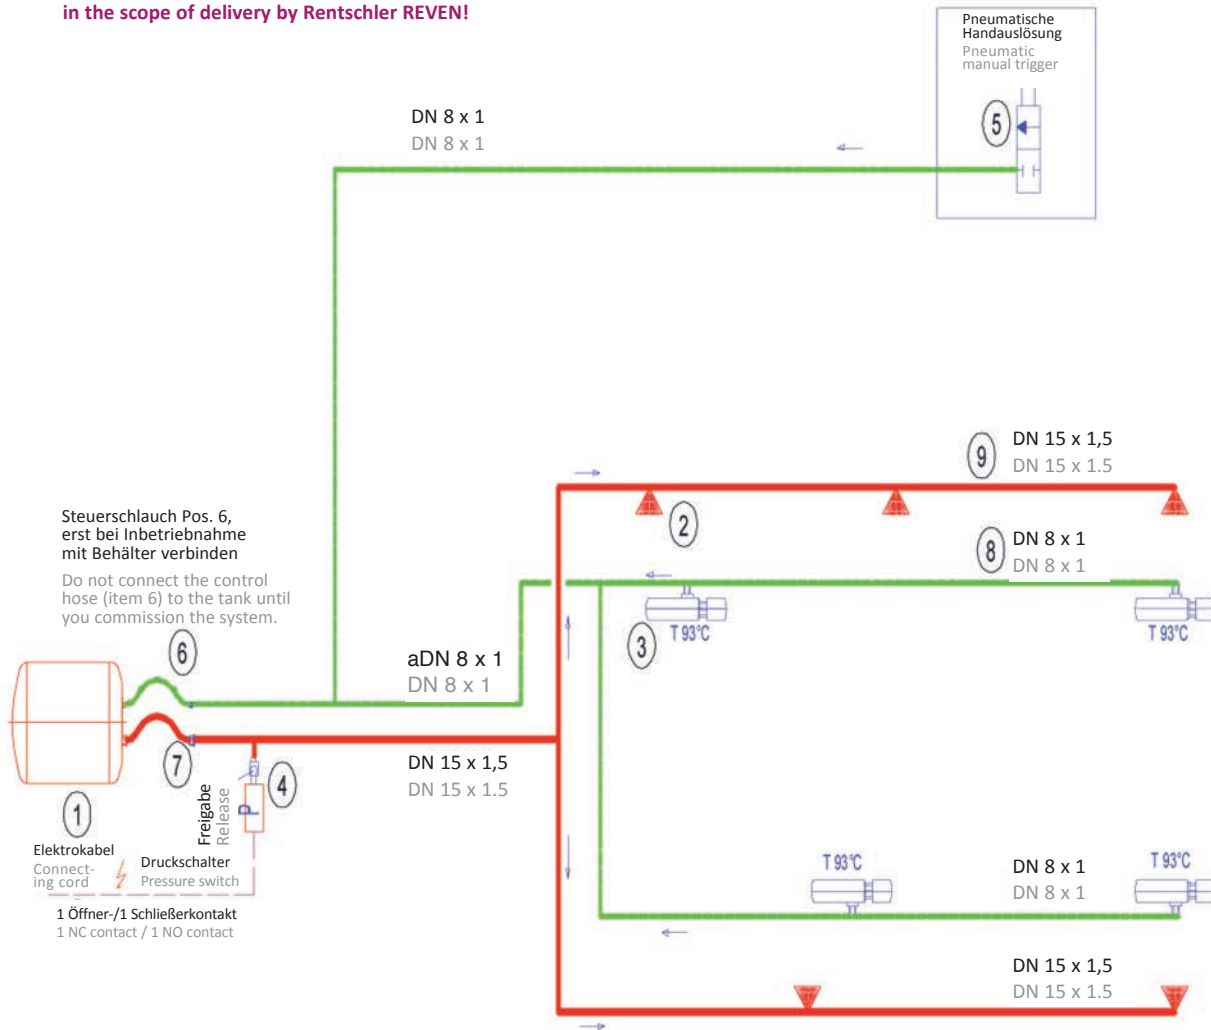 in the scope of delivery by Rentschler REVEN!
Pneumatische
Handauslösung
Pneumatic
manual trigger
5
DN 8 x 1
DN 8 x 1
9
DN 15 x 1,5
DN 15 x 1.5
2
8
DN 8 x 1
DN 8 x 1
Steuerschlauch Pos. 6,
erst bei Inbetriebnahme
mit Behälter verbinden
Do not connect the control
hose (item 6) to the tank until
you commission the system.
T 93°C
T 93°C
3
6
aDN 8 x 1
DN 8 x 1
7
DN 15 x 1,5
DN 15 x 1.5
4
P
Freigabe
Release
1
Elektrokabel
Connect-
ing cord
Druckschalter
Pressure switch
1 Öffner-/1 Schließerkontakt
1 NC contact / 1 NO contact
T 93°C
T 93°C
DN 8 x 1
DN 8 x 1
DN 15 x 1,5
DN 15 x 1.5